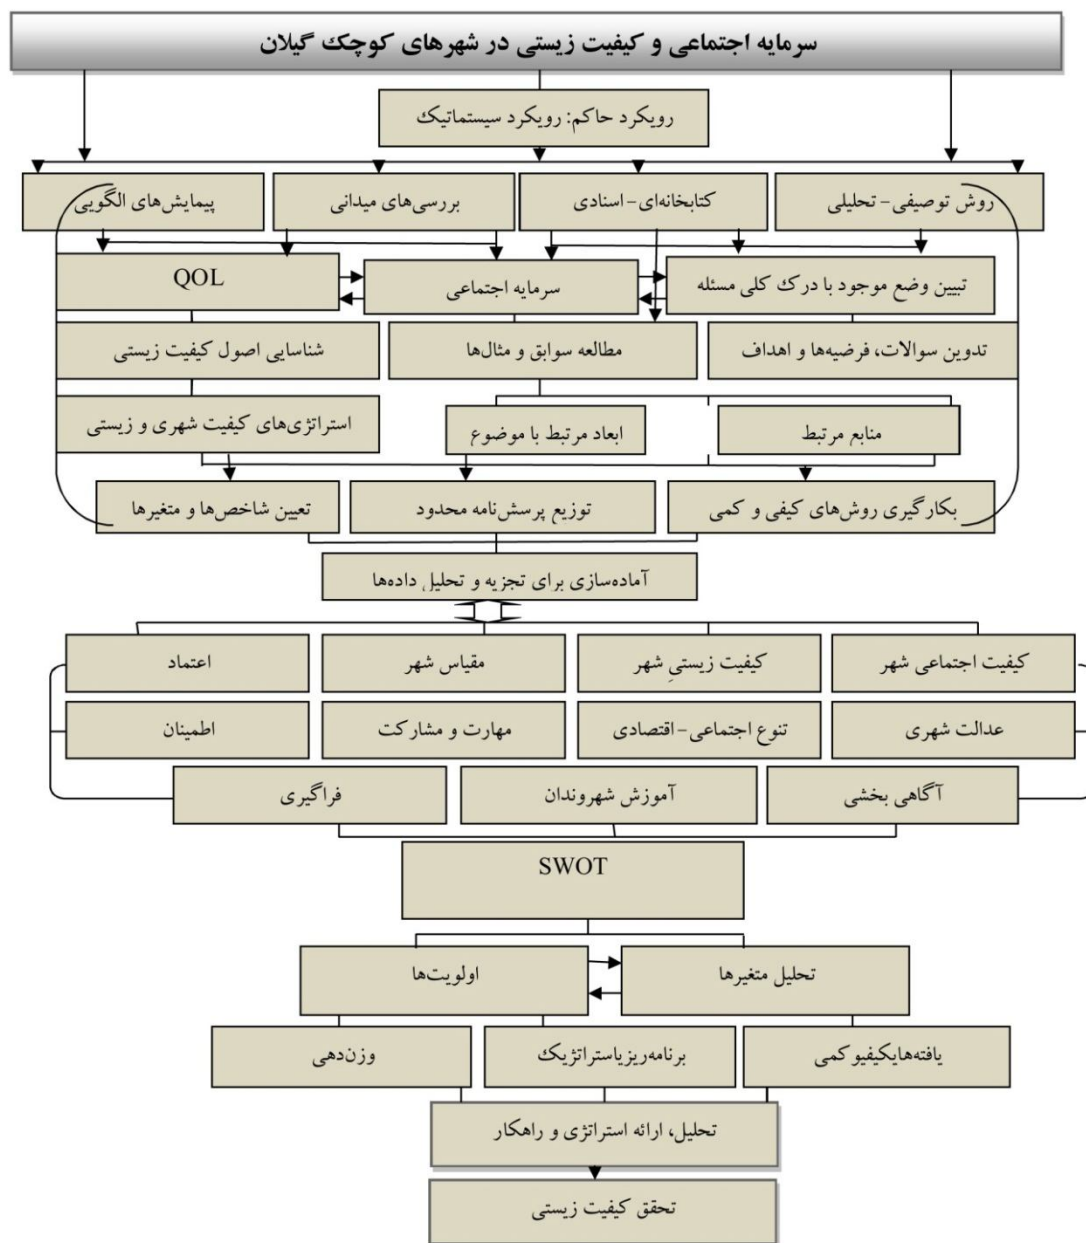 سرمایه اجتماعی و کیفیت زیستی در شهرهای کوچک گیلان
رویکرد حاکم: رویکرد سیستماتیک
روش توصیفی- تحلیلی
کتابخانه‌ای- اسنادی
بررسی‌های میدانی
پیمایش‌های الگویی
تبیین وضع موجود با درک کلی مسئله
سرمایه اجتماعی
QOL
تدوین سوالات، فرضیه‌ها و اهداف
مطالعه سوابق و مثال‌ها
شناسایی اصول کیفیت زیستی
منابع مرتبط
ابعاد مرتبط با موضوع
استراتژی‌های کیفیت شهری و زیستی
بکارگیری روش‌های کیفی و کمی
توزیع پرسش‌نامه محدود
تعیین شاخص‌ها و متغیرها
آماده‌سازی برای تجزیه و تحلیل داده‌ها
کیفیت اجتماعی شهر
کیفیت زیستیِ شهر
مقیاس شهر
اعتماد
عدالت شهری
تنوع اجتماعی- اقتصادی
مهارت و مشارکت
اطمینان
آگاهی بخشی
آموزش شهروندان
فراگیری
SWOT
تحلیل متغیرها
اولویت‌ها
یافته‌هایکیفیوکمی
برنامه‌ریزیاستراتژیک
وزن‌دهی
تحلیل، ارائه استراتژی و راهکار
تحقق کیفیت زیستی